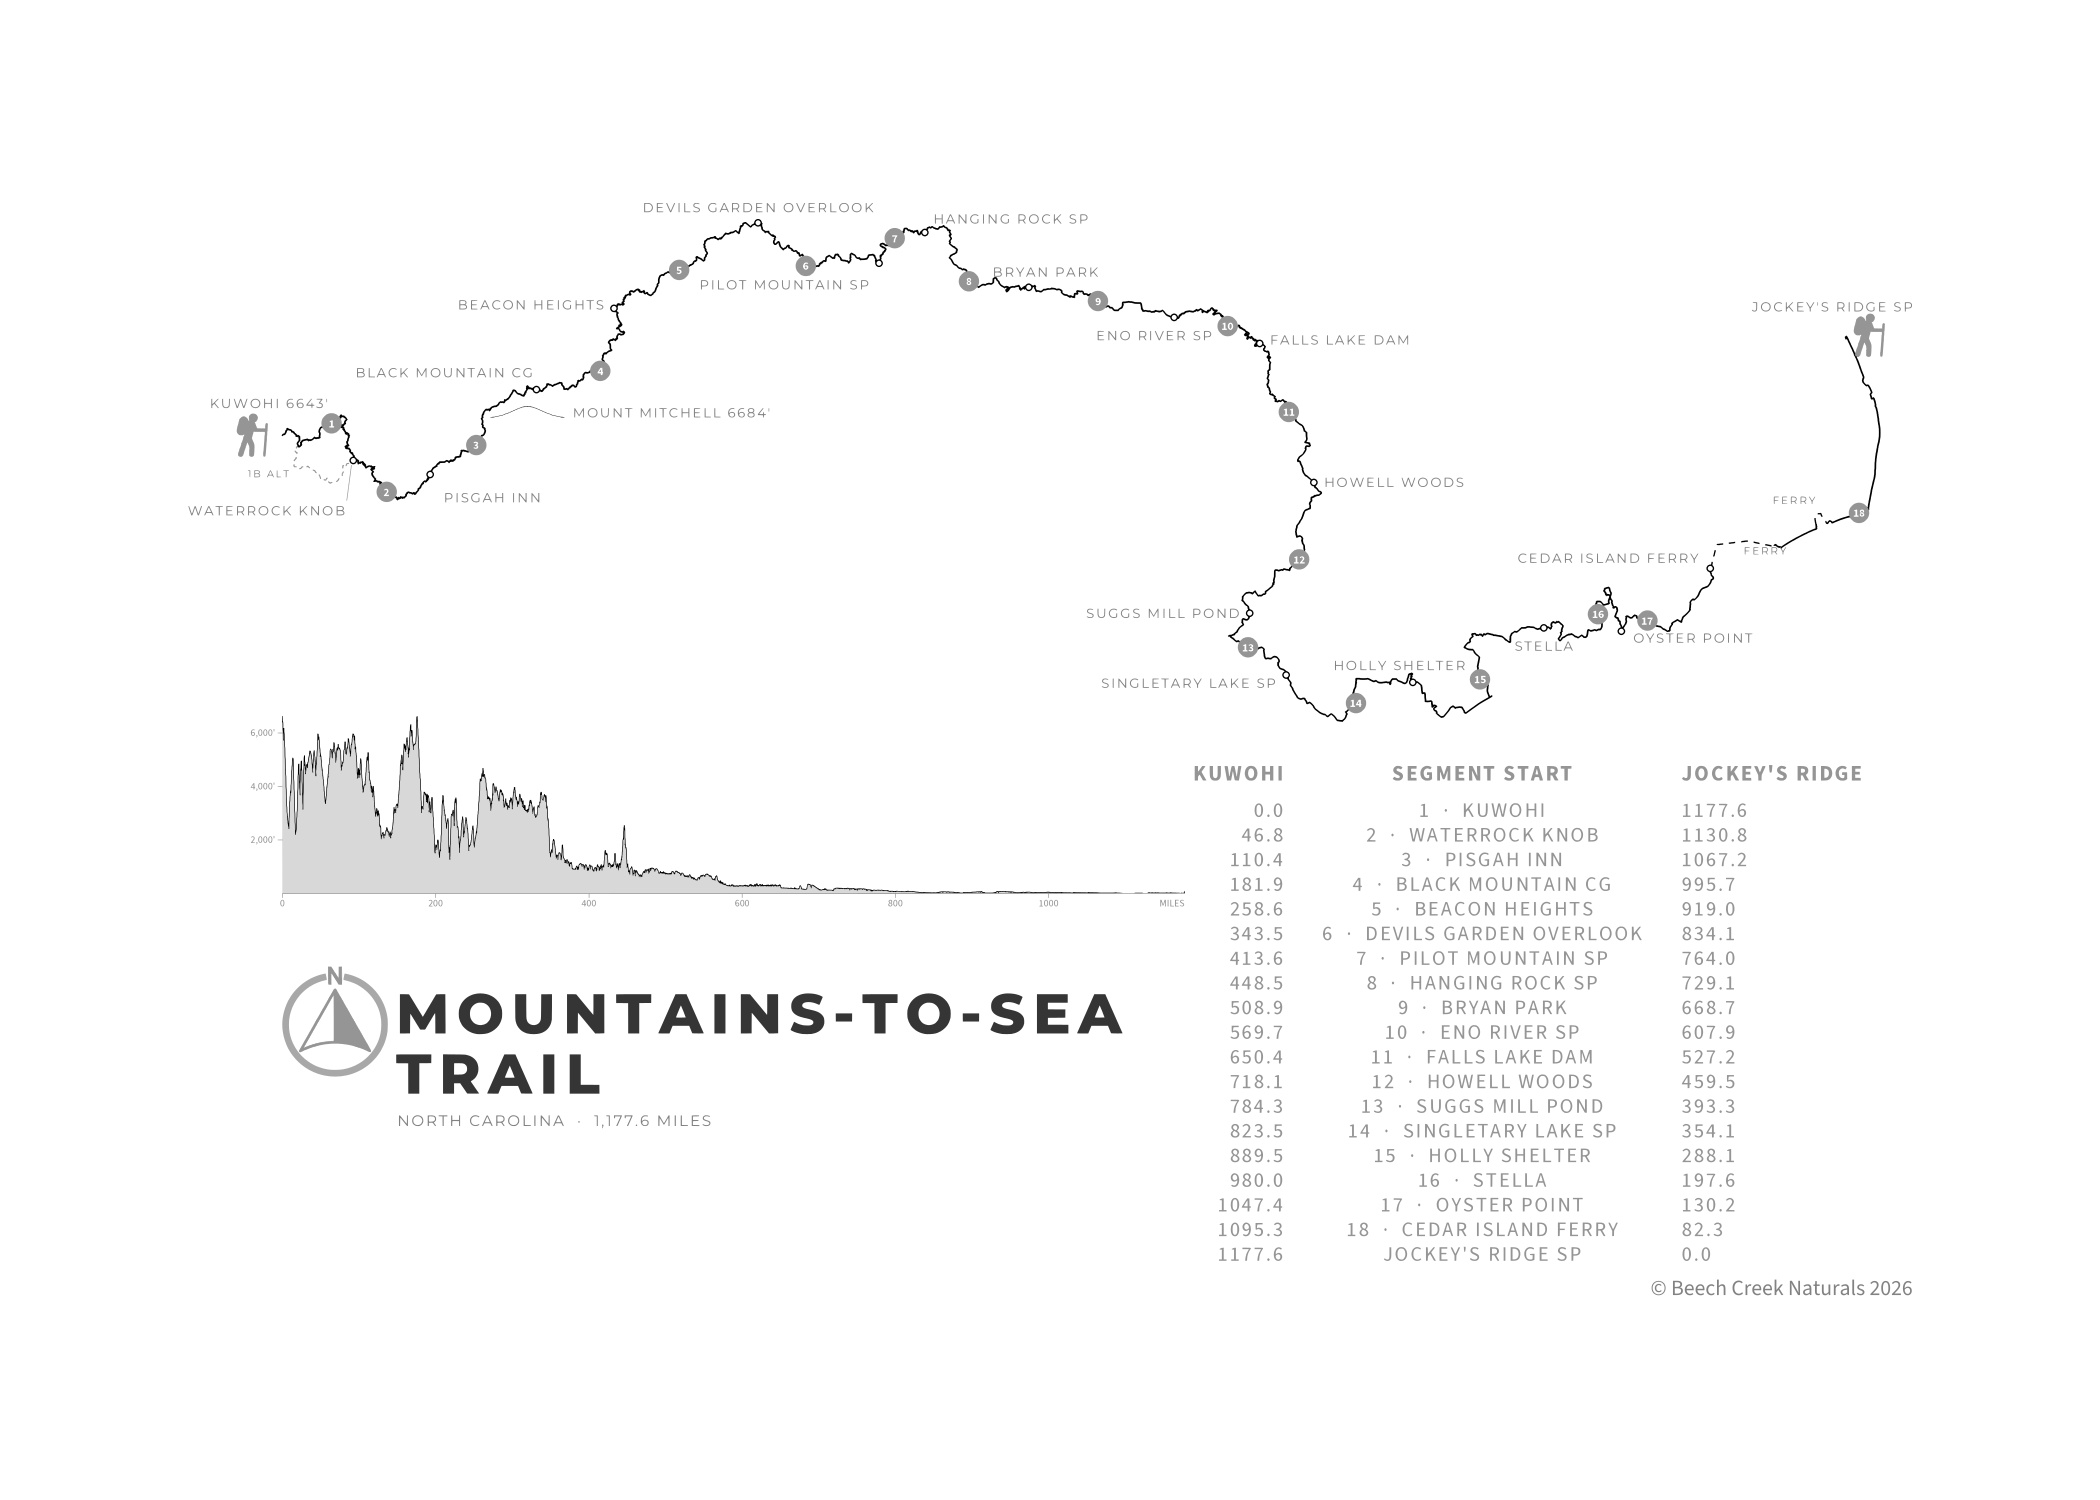 DEVILS GARDEN OVERLOOK
HANGING ROCK SP
7
5
6
PILOT MOUNTAIN SP
8
BRYAN PARK
9
BEACON HEIGHTS
ENO RIVER SP
10
FALLS LAKE DAM
JOCKEY'S RIDGE SP
BLACK MOUNTAIN CG
4
KUWOHI 6643'
1
MOUNT MITCHELL 6684'
11
3
1B ALT
2
PISGAH INN
WATERROCK KNOB
HOWELL WOODS
FERRY
18
FERRY
12
CEDAR ISLAND FERRY
SUGGS MILL POND
16
17
OYSTER POINT
STELLA
13
HOLLY SHELTER
15
SINGLETARY LAKE SP
14
6,000'
4,000'
2,000'
0 200 400 600 800 1000 MILES
MOUNTAINS-TO-SEA
TRAIL
N
NORTH CAROLINA · 1,177.6 MILES
KUWOHI SEGMENT START JOCKEY'S RIDGE
0.0 1 · KUWOHI 1177.6
46.8 2 · WATERROCK KNOB 1130.8
110.4 3 · PISGAH INN 1067.2
181.9 4 · BLACK MOUNTAIN CG 995.7
258.6 5 · BEACON HEIGHTS 919.0
343.5 6 · DEVILS GARDEN OVERLOOK 834.1
413.6 7 · PILOT MOUNTAIN SP 764.0
448.5 8 · HANGING ROCK SP 729.1
508.9 9 · BRYAN PARK 668.7
569.7 10 · ENO RIVER SP 607.9
650.4 11 · FALLS LAKE DAM 527.2
718.1 12 · HOWELL WOODS 459.5
784.3 13 · SUGGS MILL POND 393.3
823.5 14 · SINGLETARY LAKE SP 354.1
889.5 15 · HOLLY SHELTER 288.1
980.0 16 · STELLA 197.6
1047.4 17 · OYSTER POINT 130.2
1095.3 18 · CEDAR ISLAND FERRY 82.3
1177.6 JOCKEY'S RIDGE SP 0.0
© Beech Creek Naturals 2026